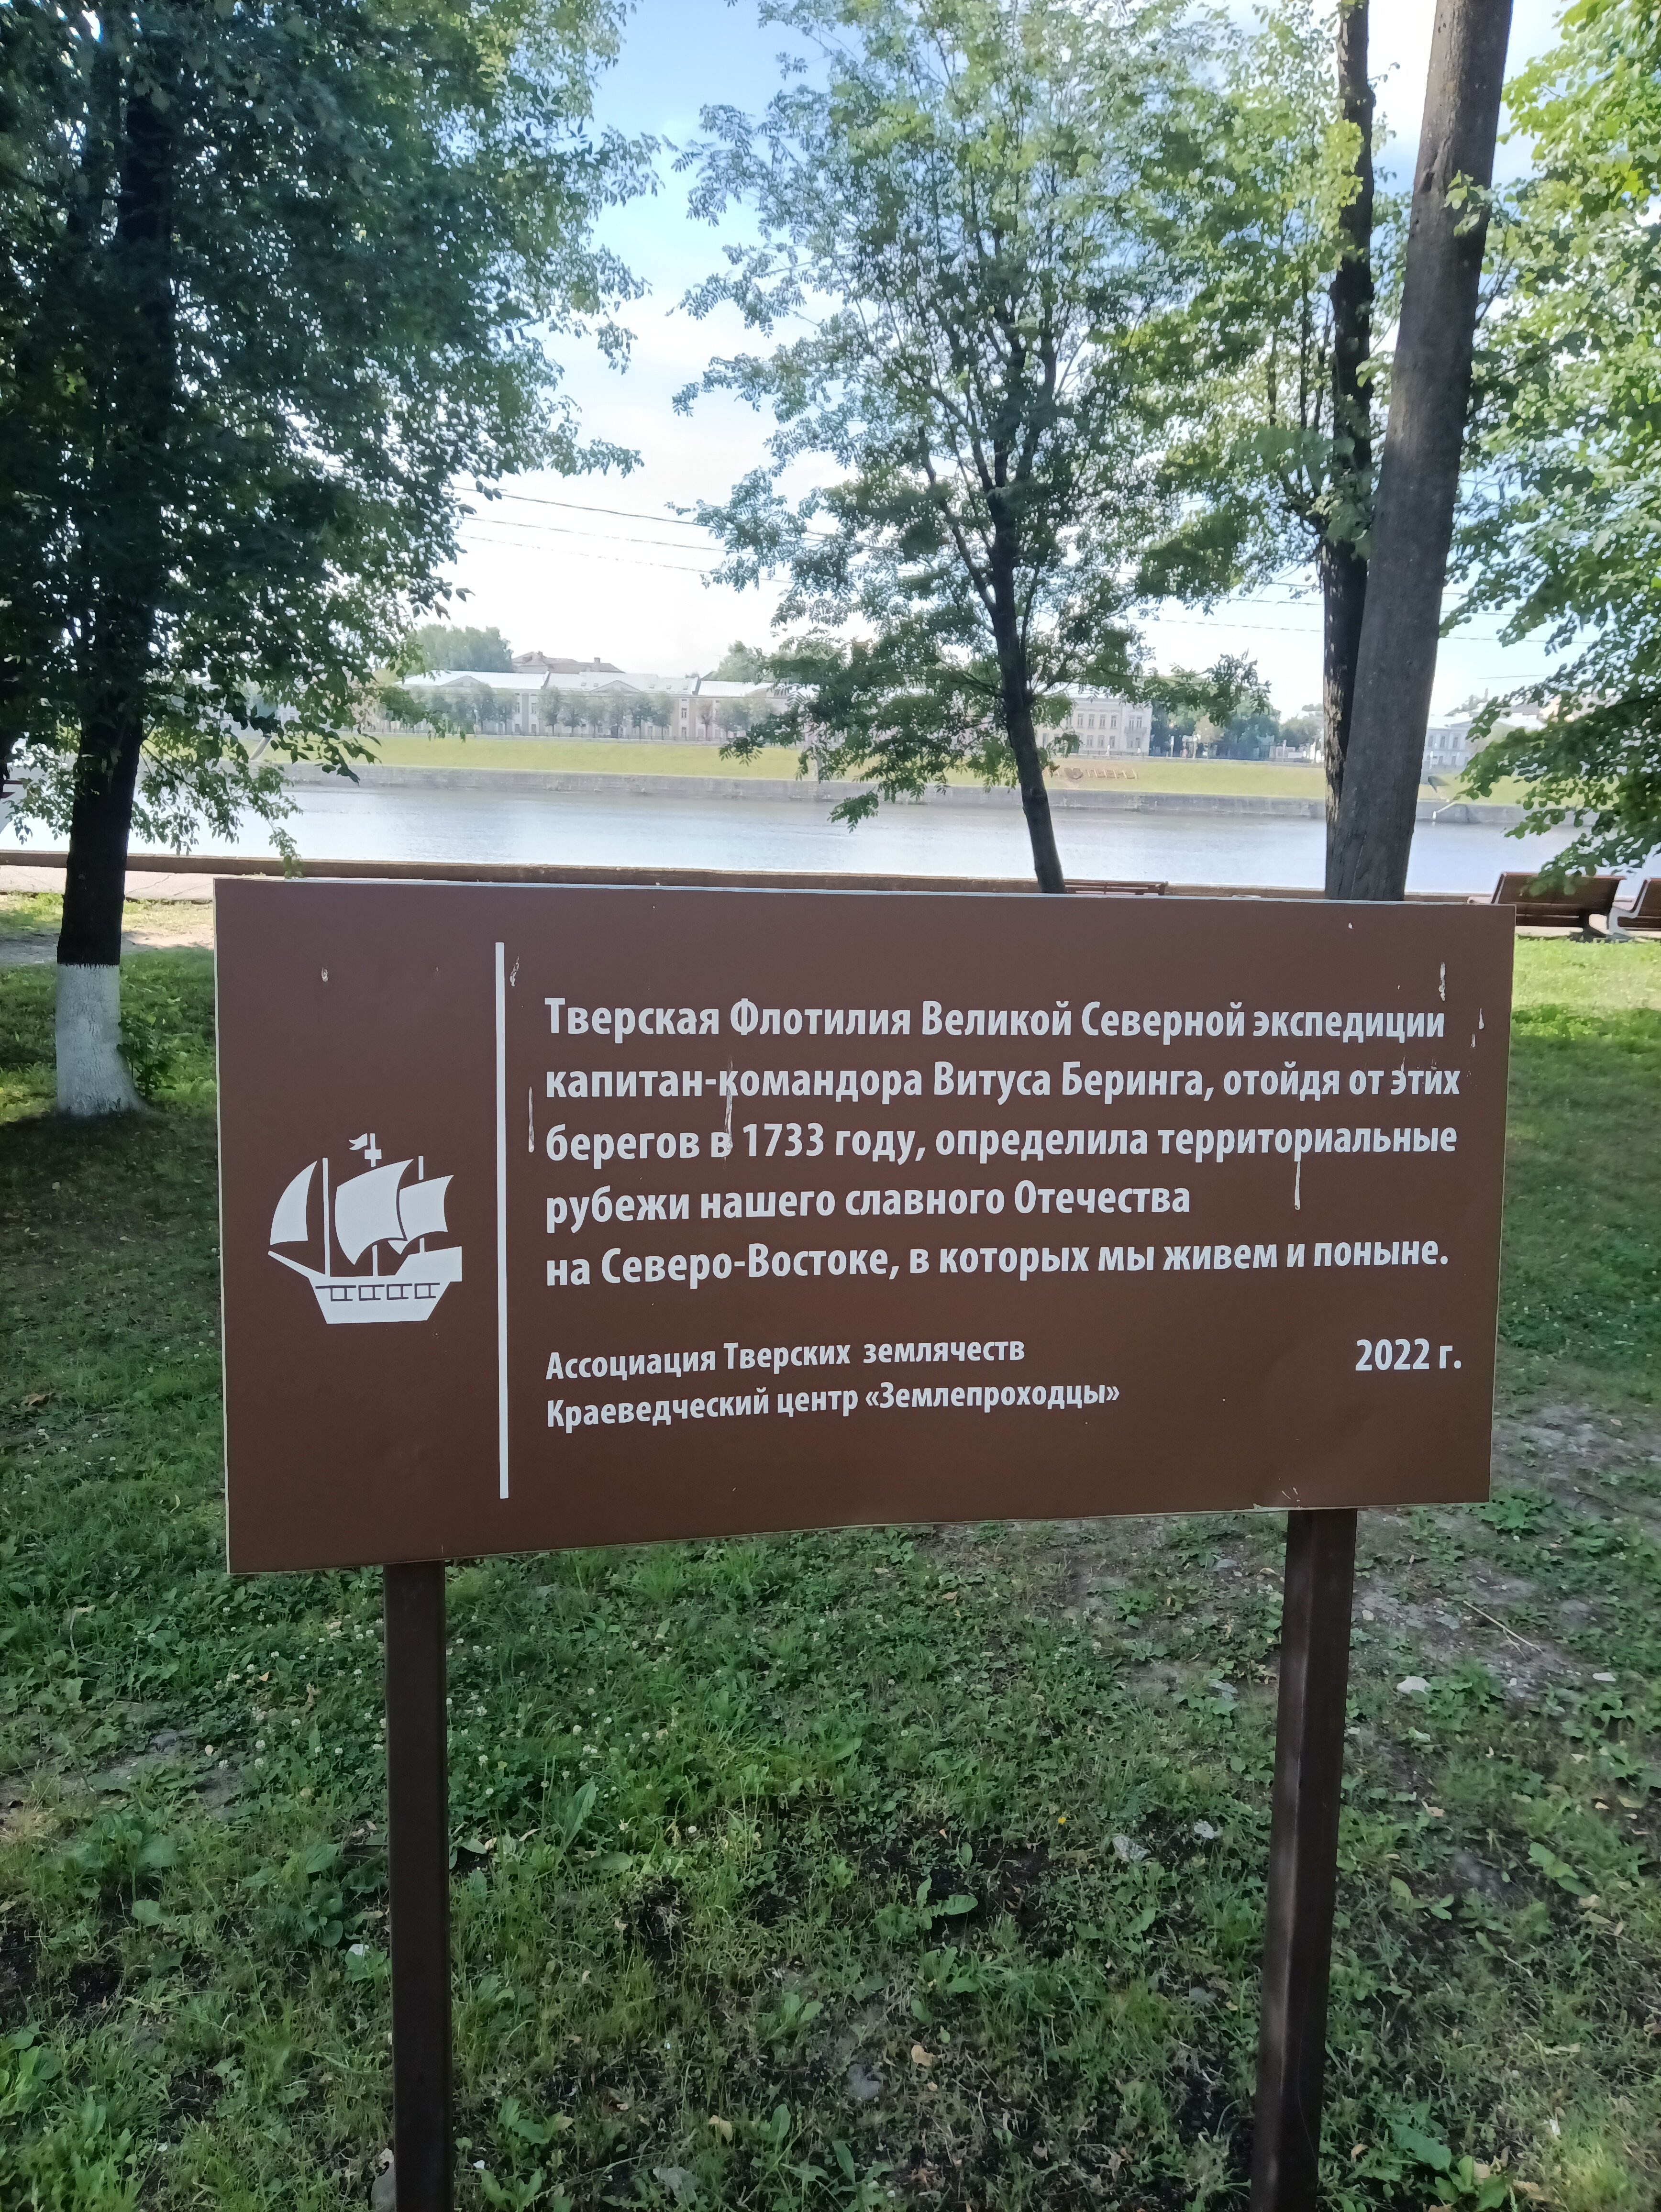 Тверская Флотилия Великой Северной экспедиции
капитан-командора Витуса Беринга, отойдя от этих
берегов в 1733 году, определила территориальные
рубежи нашего славного Отечества
на Северо-Востоке, в которых мы живем и поныне.
Ассоциация Тверских землячеств
Краеведческий центр «Землепроходцы»
2022 г.